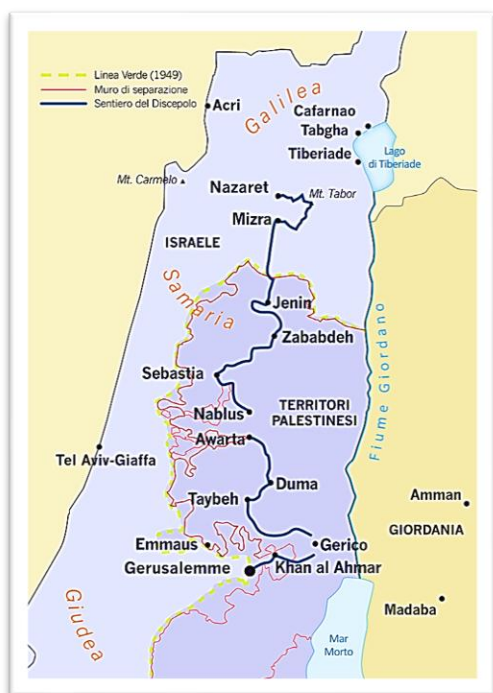 Linea Verde (1949)
Muro di separazione
Sentiero del Discepolo
Galilea
Acri
Cafarnao
Tabgha
Tiberiade
Lago
di Tiberiade
Mt. Carmelo
Nazaret
Mt. Tabor
Mizra
ISRAELE
Samaria
Jenin
Zababdeh
Fiume Giordano
Sebastia
Nablus
TERRITORI
PALESTINESI
Awarta
Tel Aviv-Giaffa
Duma
Taybeh
Amman
GIORDANIA
Emmaus
Gerico
Gerusalemme
Khan al Ahmar
Giudea
Madaba
Mar
Morto